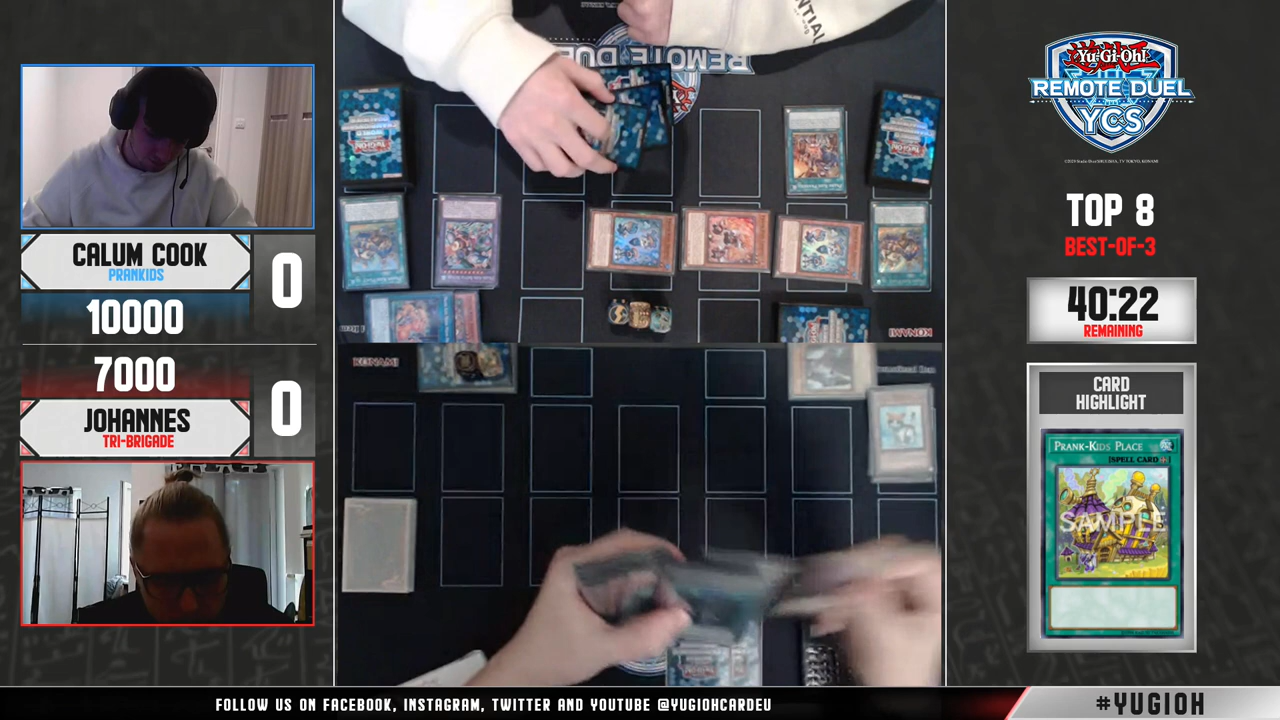 CALUM COOK
PRANKIDS
10000
0
7000
JOHANNES
TRI-BRIGADE
0
REMOTE DUEL
KONAMI
KONAMI
Yu-Gi-Oh!
REMOTE DUEL
YCS
TOP 8
BEST-OF-3
40:22
REMAINING
CARD
HIGHLIGHT
PRANK-KIDS PLACE
[SPELL CARD]
SAMPLE
FOLLOW US ON FACEBOOK, INSTAGRAM, TWITTER AND YOUTUBE @YUGIOHCARDEU
#YUGIOH